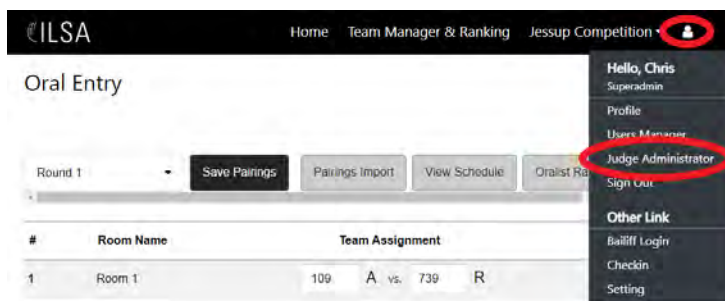 ILSA
Home Team Manager & Ranking Jessup Competition
Oral Entry
Hello, Chris
Superadmin
Profile
Users Manager
Judge Administrator
Sign Out
Other Link
Bailiff Login
Checkin
Setting
Round 1 Save Pairings Pairings Import View Schedule Oralist Ra
# Room Name Team Assignment
1 Room 1 109 A vs. 739 R